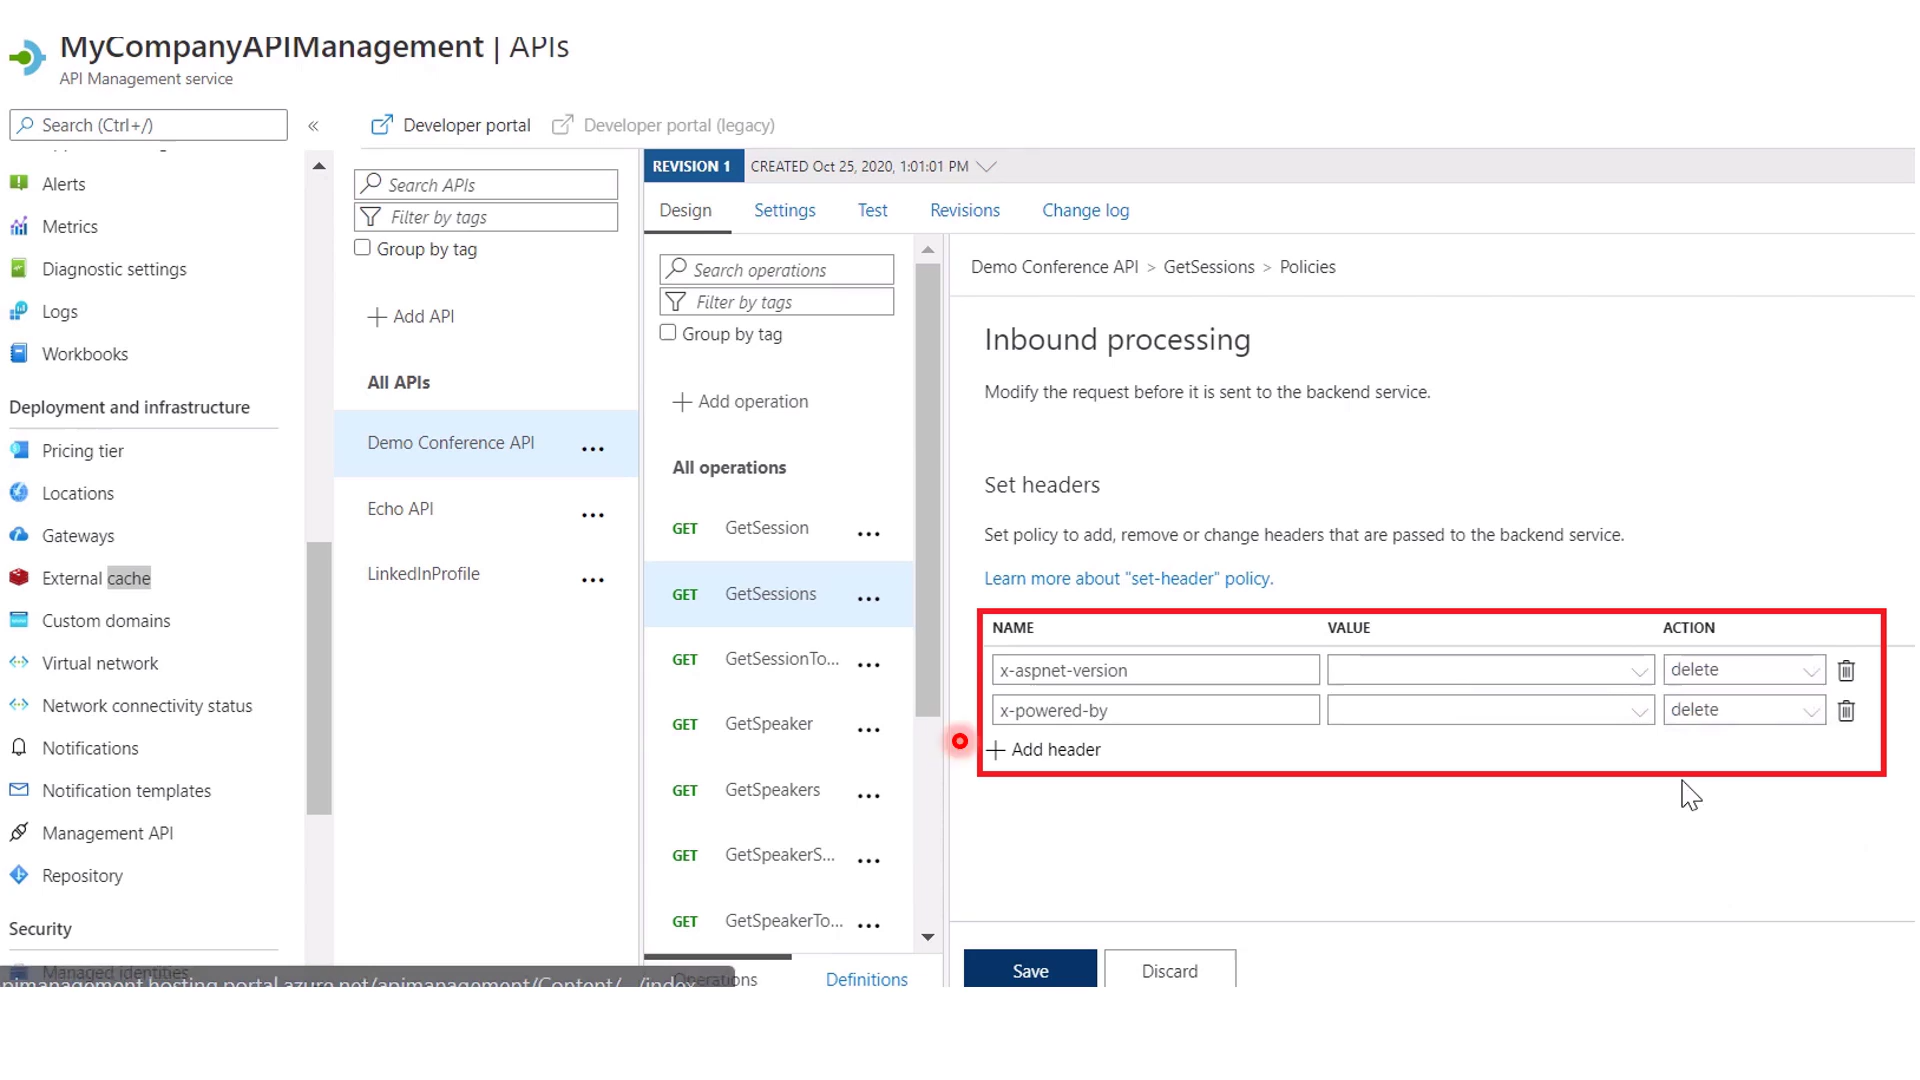 MyCompanyAPIManagement | APIs
API Management service
Search (Ctrl+/)
«
Developer portal
Developer portal (legacy)
Alerts
Metrics
Diagnostic settings
Logs
Workbooks
Deployment and infrastructure
Pricing tier
Locations
Gateways
External cache
Custom domains
Virtual network
Network connectivity status
Notifications
Notification templates
Management API
Repository
Security
Managed identities
Search APIs
Filter by tags
Group by tag
Add API
All APIs
Demo Conference API ...
Echo API ...
LinkedInProfile ...
REVISION 1 CREATED Oct 25, 2020, 1:01:01 PM
Design Settings Test Revisions Change log
Search operations
Filter by tags
Group by tag
Add operation
All operations
GET GetSession ...
GET GetSessions ...
GET GetSessionTo... ...
GET GetSpeaker ...
GET GetSpeakers ...
GET GetSpeakerS... ...
GET GetSpeakerTo... ...
Definitions
Demo Conference API > GetSessions > Policies
Inbound processing
Modify the request before it is sent to the backend service.
Set headers
Set policy to add, remove or change headers that are passed to the backend service.
Learn more about "set-header" policy.
NAME VALUE ACTION
x-aspnet-version delete
x-powered-by delete
Add header
Save Discard